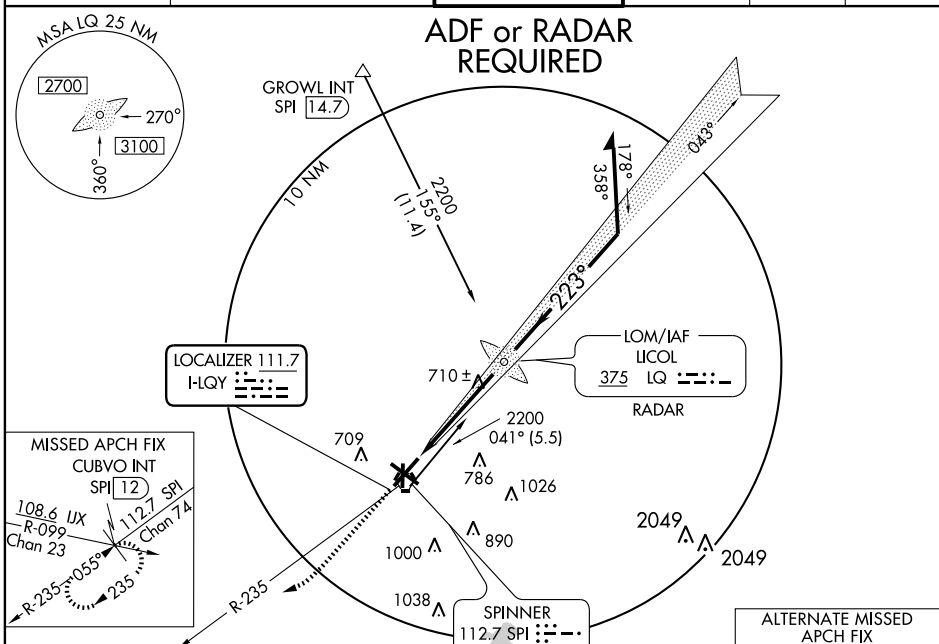 MSA LQ 25 NM
2700
270°
3100
360°
ADF or RADAR
REQUIRED
GROWL INT
SPI 14.7
10 NM
2200
155°
(11.4)
178°
358°
043°
223°
LOM/IAF
LICOL
375 LQ
RADAR
LOCALIZER 111.7
I-LQY
710 ±
2200
041° (5.5)
709
786
1026
890
1000
1038
2049
2049
MISSED APCH FIX
CUBVO INT
SPI 12
108.6 IJX
R-099
Chan 23
112.7 SPI
Chan 74
R-235
055°
235
R-235
SPINNER
112.7 SPI
ALTERNATE MISSED
APCH FIX